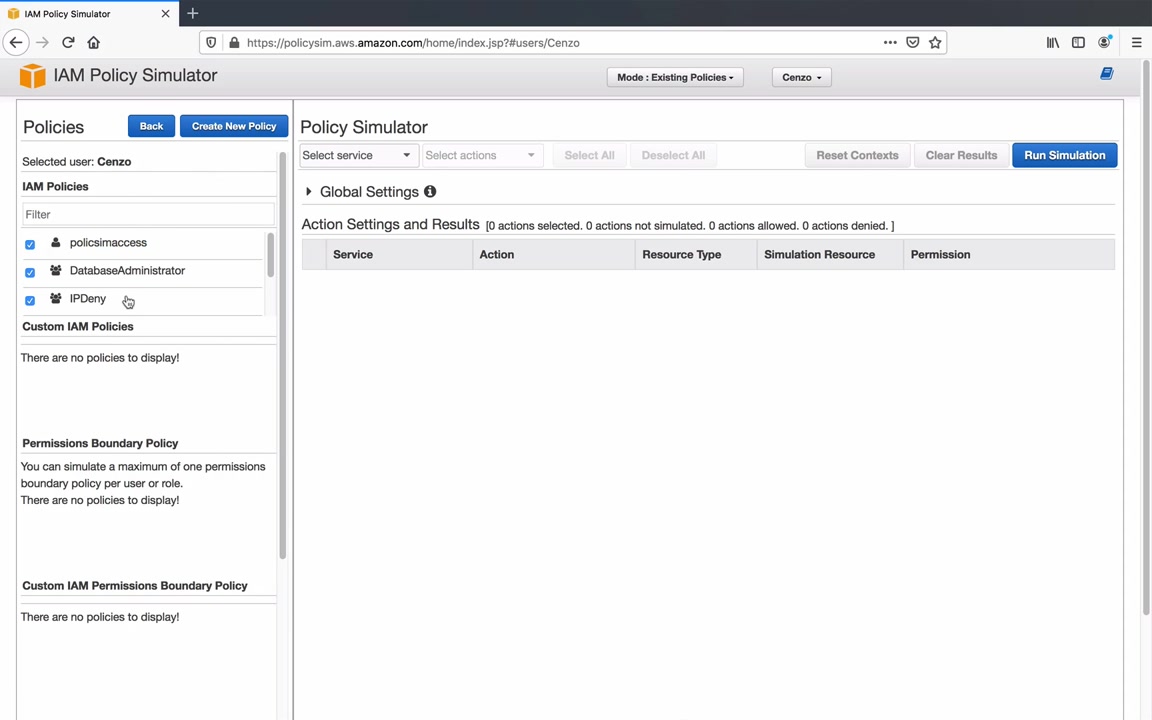 IAM Policy Simulator
https://policysim.aws.amazon.com/home/index.jsp?#users/Cenzo
IAM Policy Simulator
Mode : Existing Policies
Cenzo
Policies
Back
Create New Policy
Selected user: Cenzo
IAM Policies
Filter
policsimaccess
DatabaseAdministrator
IPDeny
Custom IAM Policies
There are no policies to display!
Permissions Boundary Policy
You can simulate a maximum of one permissions
boundary policy per user or role.
There are no policies to display!
Custom IAM Permissions Boundary Policy
There are no policies to display!
Policy Simulator
Select service
Select actions
Select All
Deselect All
Reset Contexts
Clear Results
Run Simulation
Global Settings
Action Settings and Results [0 actions selected. 0 actions not simulated. 0 actions allowed. 0 actions denied. ]
Service Action Resource Type Simulation Resource Permission